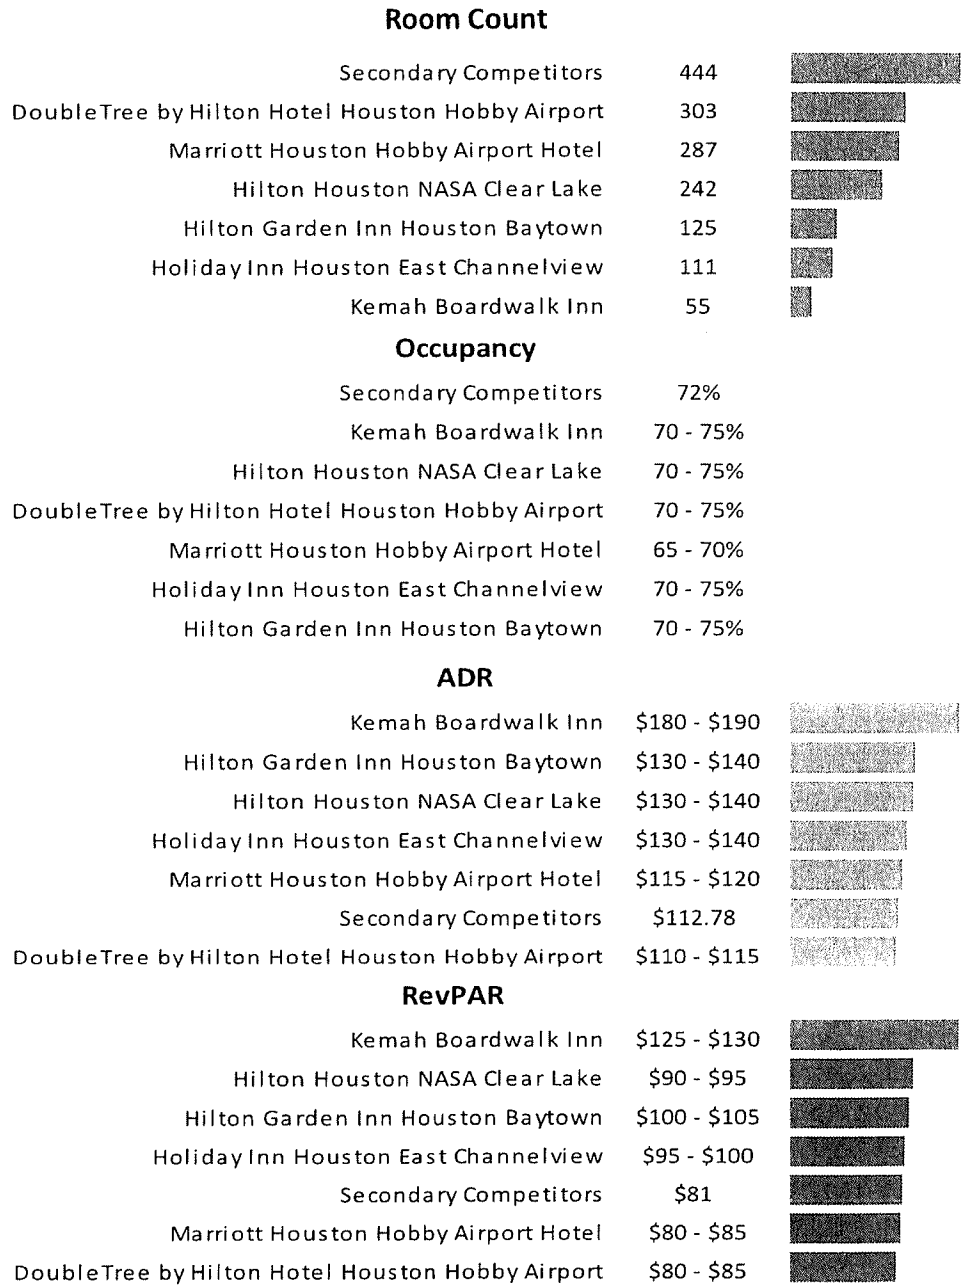 Room Count
Secondary Competitors 444
DoubleTree by Hilton Hotel Houston Hobby Airport 303
Marriott Houston Hobby Airport Hotel 287
Hilton Houston NASA Clear Lake 242
Hilton Garden Inn Houston Baytown 125
Holiday Inn Houston East Channelview 111
Kemah Boardwalk Inn 55
Occupancy
Secondary Competitors 72%
Kemah Boardwalk Inn 70 - 75%
Hilton Houston NASA Clear Lake 70 - 75%
DoubleTree by Hilton Hotel Houston Hobby Airport 70 - 75%
Marriott Houston Hobby Airport Hotel 65 - 70%
Holiday Inn Houston East Channelview 70 - 75%
Hilton Garden Inn Houston Baytown 70 - 75%
ADR
Kemah Boardwalk Inn $180 - $190
Hilton Garden Inn Houston Baytown $130 - $140
Hilton Houston NASA Clear Lake $130 - $140
Holiday Inn Houston East Channelview $130 - $140
Marriott Houston Hobby Airport Hotel $115 - $120
Secondary Competitors $112.78
DoubleTree by Hilton Hotel Houston Hobby Airport $110 - $115
RevPAR
Kemah Boardwalk Inn $125 - $130
Hilton Houston NASA Clear Lake $90 - $95
Hilton Garden Inn Houston Baytown $100 - $105
Holiday Inn Houston East Channelview $95 - $100
Secondary Competitors $81
Marriott Houston Hobby Airport Hotel $80 - $85
DoubleTree by Hilton Hotel Houston Hobby Airport $80 - $85